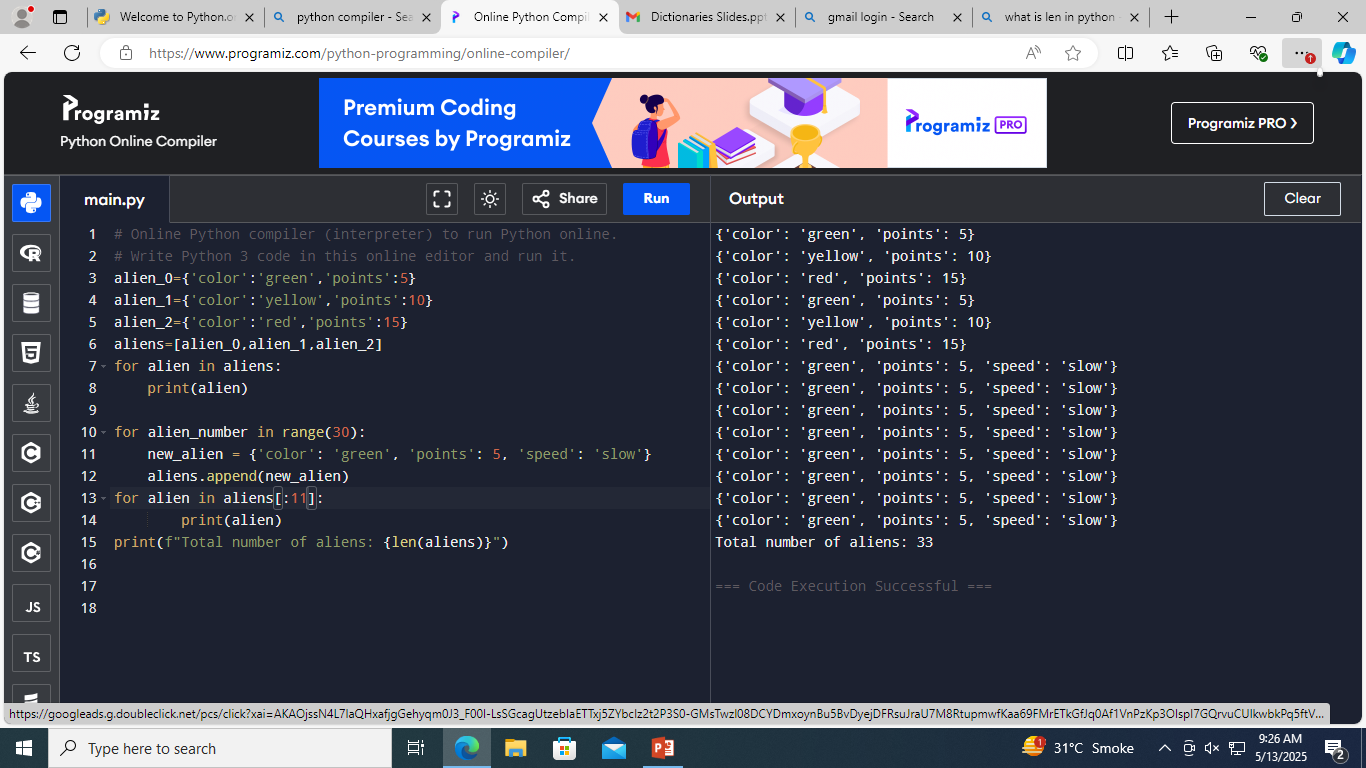 Welcome to Python.o
python compiler - Sea
Online Python Compil
Dictionaries Slides.ppt
gmail login - Search
what is len in python
https://www.programiz.com/python-programming/online-compiler/
Programiz
Python Online Compiler
Premium Coding
Courses by Programiz
Programiz PRO
Programiz PRO ❯
main.py
Share
Run
Output
Clear
1 # Online Python compiler (interpreter) to run Python online.
2 # Write Python 3 code in this online editor and run it.
3 alien_0={'color':'green','points':5}
4 alien_1={'color':'yellow','points':10}
5 alien_2={'color':'red','points':15}
6 aliens=[alien_0,alien_1,alien_2]
7 for alien in aliens:
8     print(alien)
9
10 for alien_number in range(30):
11     new_alien = {'color': 'green', 'points': 5, 'speed': 'slow'}
12     aliens.append(new_alien)
13 for alien in aliens[:11]:
14         print(alien)
15 print(f"Total number of aliens: {len(aliens)}")
16
17
18
{'color': 'green', 'points': 5}
{'color': 'yellow', 'points': 10}
{'color': 'red', 'points': 15}
{'color': 'green', 'points': 5}
{'color': 'yellow', 'points': 10}
{'color': 'red', 'points': 15}
{'color': 'green', 'points': 5, 'speed': 'slow'}
{'color': 'green', 'points': 5, 'speed': 'slow'}
{'color': 'green', 'points': 5, 'speed': 'slow'}
{'color': 'green', 'points': 5, 'speed': 'slow'}
{'color': 'green', 'points': 5, 'speed': 'slow'}
{'color': 'green', 'points': 5, 'speed': 'slow'}
{'color': 'green', 'points': 5, 'speed': 'slow'}
{'color': 'green', 'points': 5, 'speed': 'slow'}
Total number of aliens: 33
=== Code Execution Successful ===
JS
TS
Type here to search
31°C Smoke
9:26 AM
5/13/2025
2